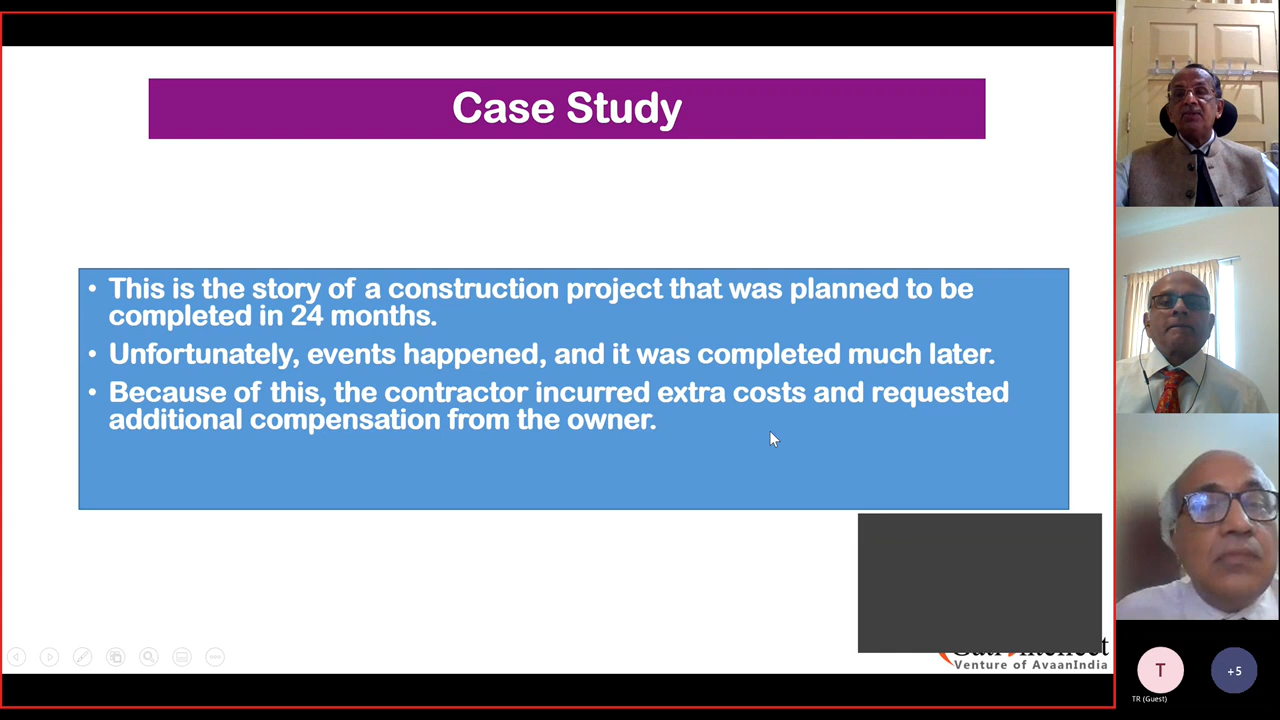 Case Study
• This is the story of a construction project that was planned to be
completed in 24 months.
• Unfortunately, events happened, and it was completed much later.
• Because of this, the contractor incurred extra costs and requested
additional compensation from the owner.
Venture of AvaanIndia
T
+5
TR (Guest)